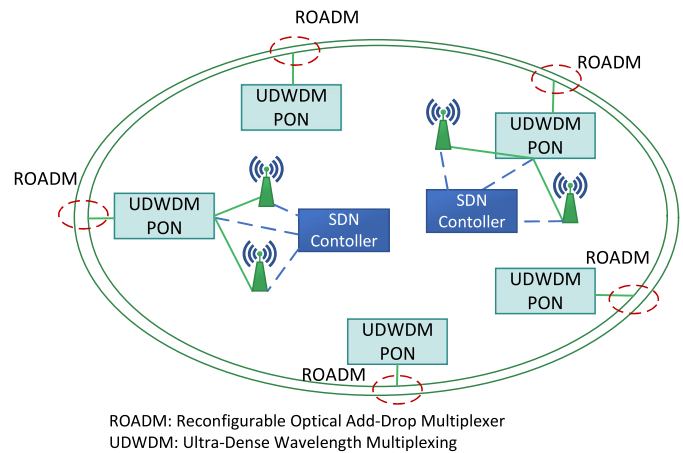 ROADM
ROADM
UDWDM
PON
UDWDM
PON
ROADM
UDWDM
PON
SDN
Contoller
SDN
Contoller
ROADM
UDWDM
PON
UDWDM
PON
ROADM
ROADM: Reconfigurable Optical Add-Drop Multiplexer
UDWDM: Ultra-Dense Wavelength Multiplexing